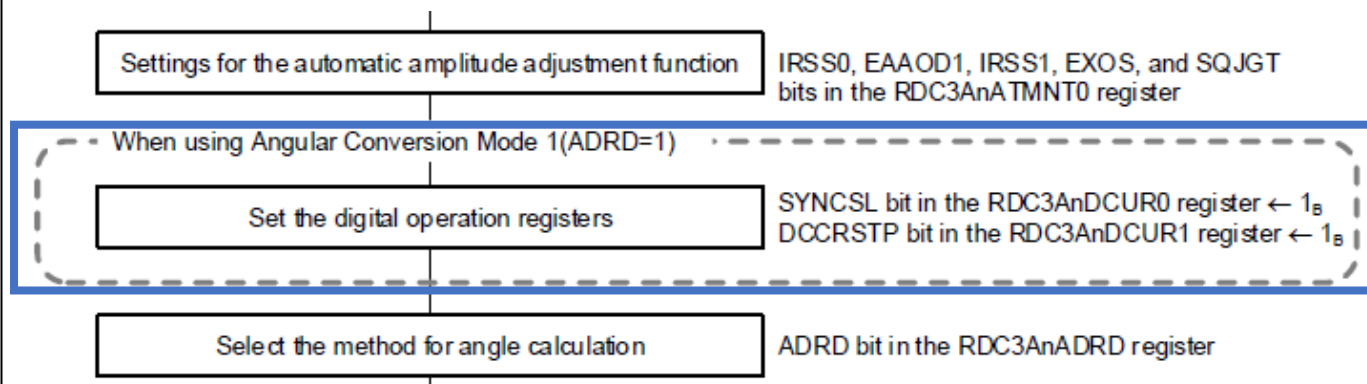 Settings for the automatic amplitude adjustment function
IRSS0, EAAOD1, IRSS1, EXOS, and SQJGT
bits in the RDC3AnATMNT0 register
When using Angular Conversion Mode 1(ADRD=1)
Set the digital operation registers
SYNCSL bit in the RDC3AnDCUR0 register ← 1B
DCCRSTP bit in the RDC3AnDCUR1 register ← 1B
Select the method for angle calculation
ADRD bit in the RDC3AnADRD register